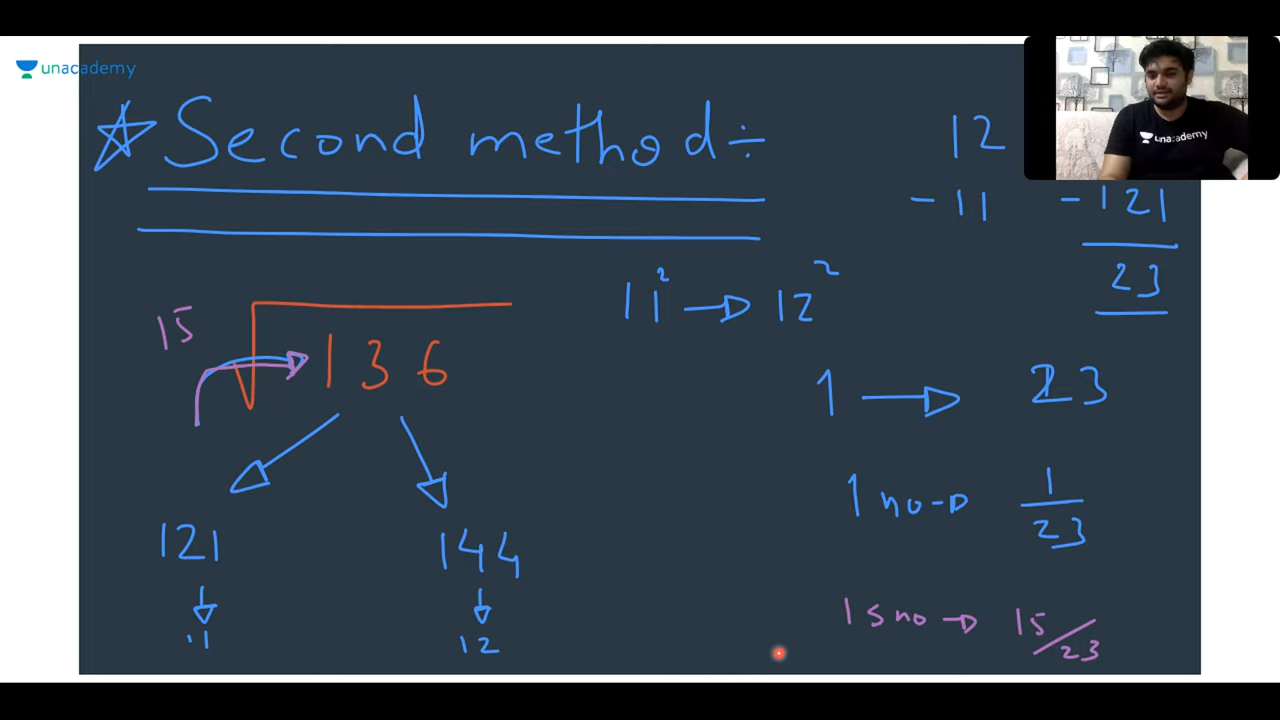 unacademy
Second method ÷
12
-11
-121
23
unacademy
11² → 12²
15
136
1 → 23
1 no → 1/23
121
144
11
12
15 no → 15/23